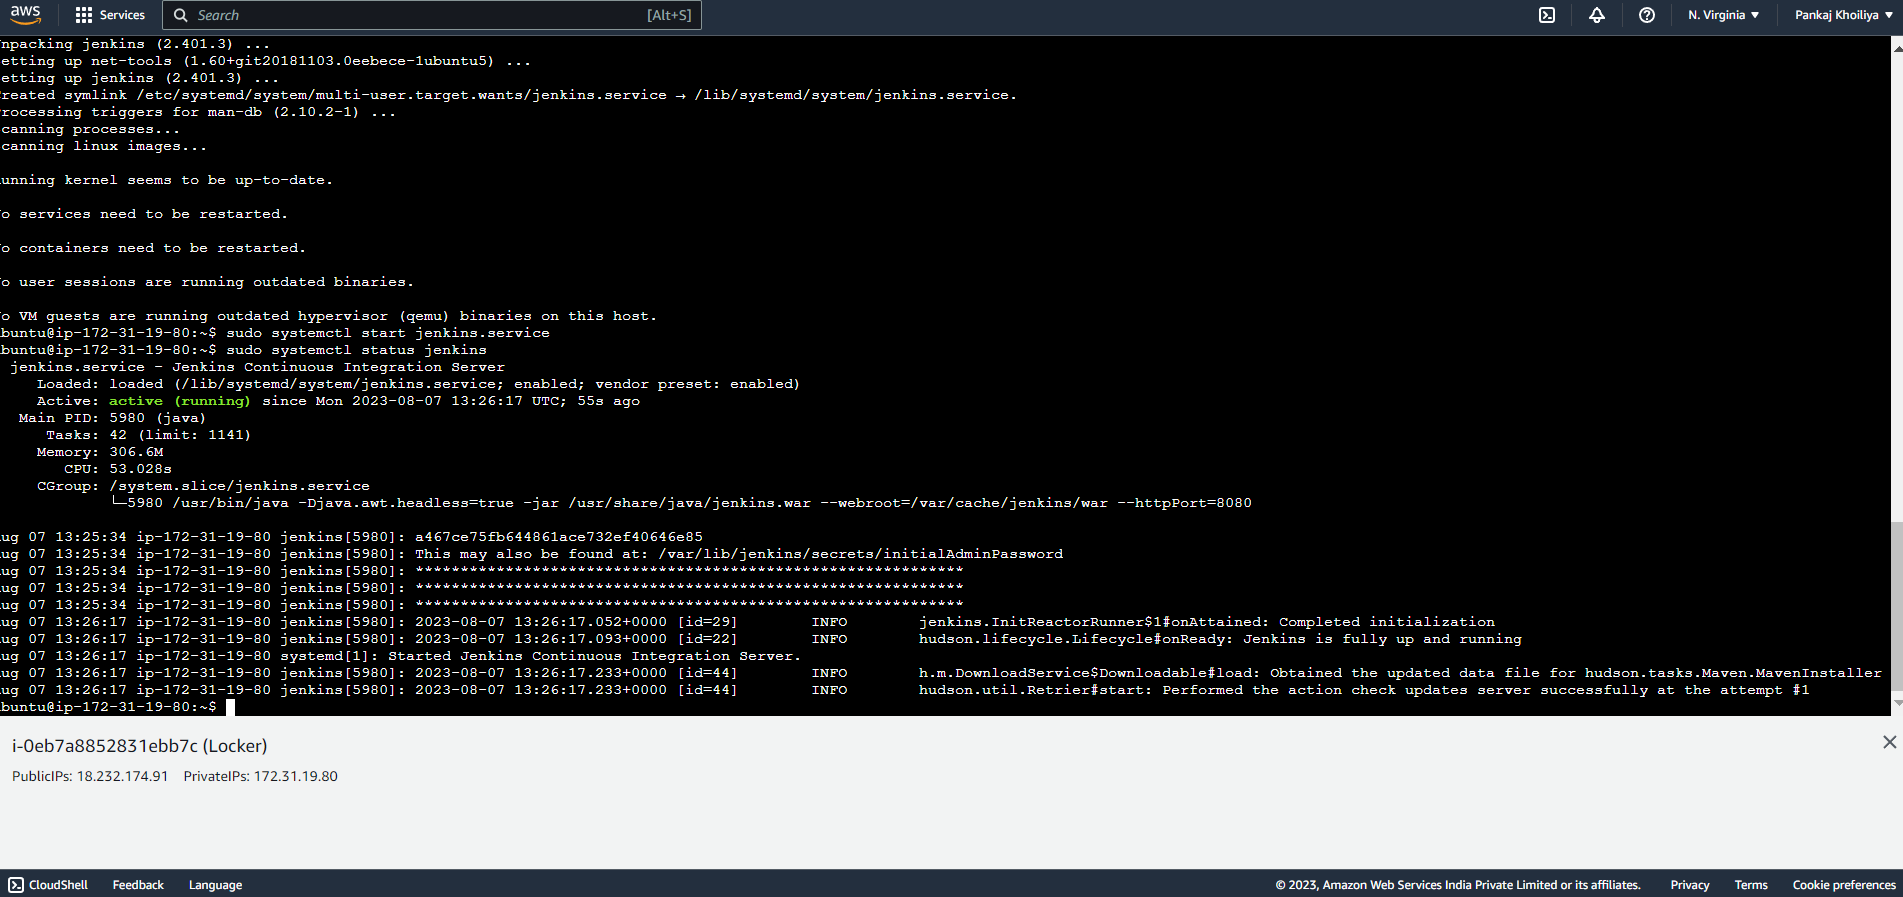 aws Services Search [Alt+S] N. Virginia ▼ Pankaj Khoiliya ▼
npacking jenkins (2.401.3) ...
etting up net-tools (1.60+git20181103.0eebece-1ubuntu5) ...
etting up jenkins (2.401.3) ...
reated symlink /etc/systemd/system/multi-user.target.wants/jenkins.service → /lib/systemd/system/jenkins.service.
rocessing triggers for man-db (2.10.2-1) ...
canning processes...
canning linux images...
unning kernel seems to be up-to-date.
o services need to be restarted.
o containers need to be restarted.
o user sessions are running outdated binaries.
o VM guests are running outdated hypervisor (qemu) binaries on this host.
buntu@ip-172-31-19-80:~$ sudo systemctl start jenkins.service
buntu@ip-172-31-19-80:~$ sudo systemctl status jenkins
jenkins.service - Jenkins Continuous Integration Server
Loaded: loaded (/lib/systemd/system/jenkins.service; enabled; vendor preset: enabled)
Active: active (running) since Mon 2023-08-07 13:26:17 UTC; 55s ago
Main PID: 5980 (java)
Tasks: 42 (limit: 1141)
Memory: 306.6M
CPU: 53.028s
CGroup: /system.slice/jenkins.service
└─5980 /usr/bin/java -Djava.awt.headless=true -jar /usr/share/java/jenkins.war --webroot=/var/cache/jenkins/war --httpPort=8080
ug 07 13:25:34 ip-172-31-19-80 jenkins[5980]: a467ce75fb644861ace732ef40646e85
ug 07 13:25:34 ip-172-31-19-80 jenkins[5980]: This may also be found at: /var/lib/jenkins/secrets/initialAdminPassword
ug 07 13:25:34 ip-172-31-19-80 jenkins[5980]: *************************************************************
ug 07 13:25:34 ip-172-31-19-80 jenkins[5980]: *************************************************************
ug 07 13:25:34 ip-172-31-19-80 jenkins[5980]: *************************************************************
ug 07 13:26:17 ip-172-31-19-80 jenkins[5980]: 2023-08-07 13:26:17.052+0000 [id=29] INFO jenkins.InitReactorRunner$1#onAttained: Completed initialization
ug 07 13:26:17 ip-172-31-19-80 jenkins[5980]: 2023-08-07 13:26:17.093+0000 [id=22] INFO hudson.lifecycle.Lifecycle#onReady: Jenkins is fully up and running
ug 07 13:26:17 ip-172-31-19-80 systemd[1]: Started Jenkins Continuous Integration Server.
ug 07 13:26:17 ip-172-31-19-80 jenkins[5980]: 2023-08-07 13:26:17.233+0000 [id=44] INFO h.m.DownloadService$Downloadable#load: Obtained the updated data file for hudson.tasks.Maven.MavenInstaller
ug 07 13:26:17 ip-172-31-19-80 jenkins[5980]: 2023-08-07 13:26:17.233+0000 [id=44] INFO hudson.util.Retrier#start: Performed the action check updates server successfully at the attempt #1
buntu@ip-172-31-19-80:~$
i-0eb7a8852831ebb7c (Locker)
PublicIPs: 18.232.174.91 PrivateIPs: 172.31.19.80
CloudShell Feedback Language © 2023, Amazon Web Services India Private Limited or its affiliates. Privacy Terms Cookie preferences